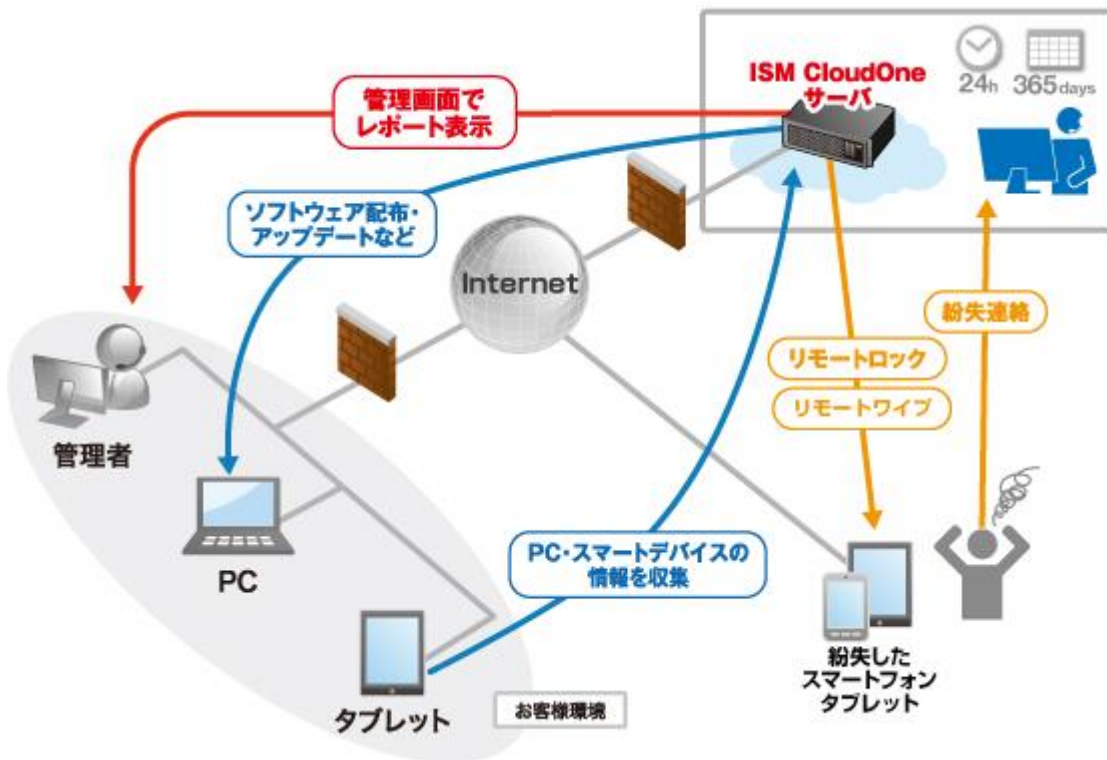 ISM CloudOne
サーバ
24h
365days
管理画面で
レポート表示
ソフトウェア配布・
アップデートなど
Internet
紛失連絡
リモートロック
リモートワイプ
管理者
PC
PC・スマートデバイスの
情報を収集
タブレット
お客様環境
紛失した
スマートフォン
タブレット